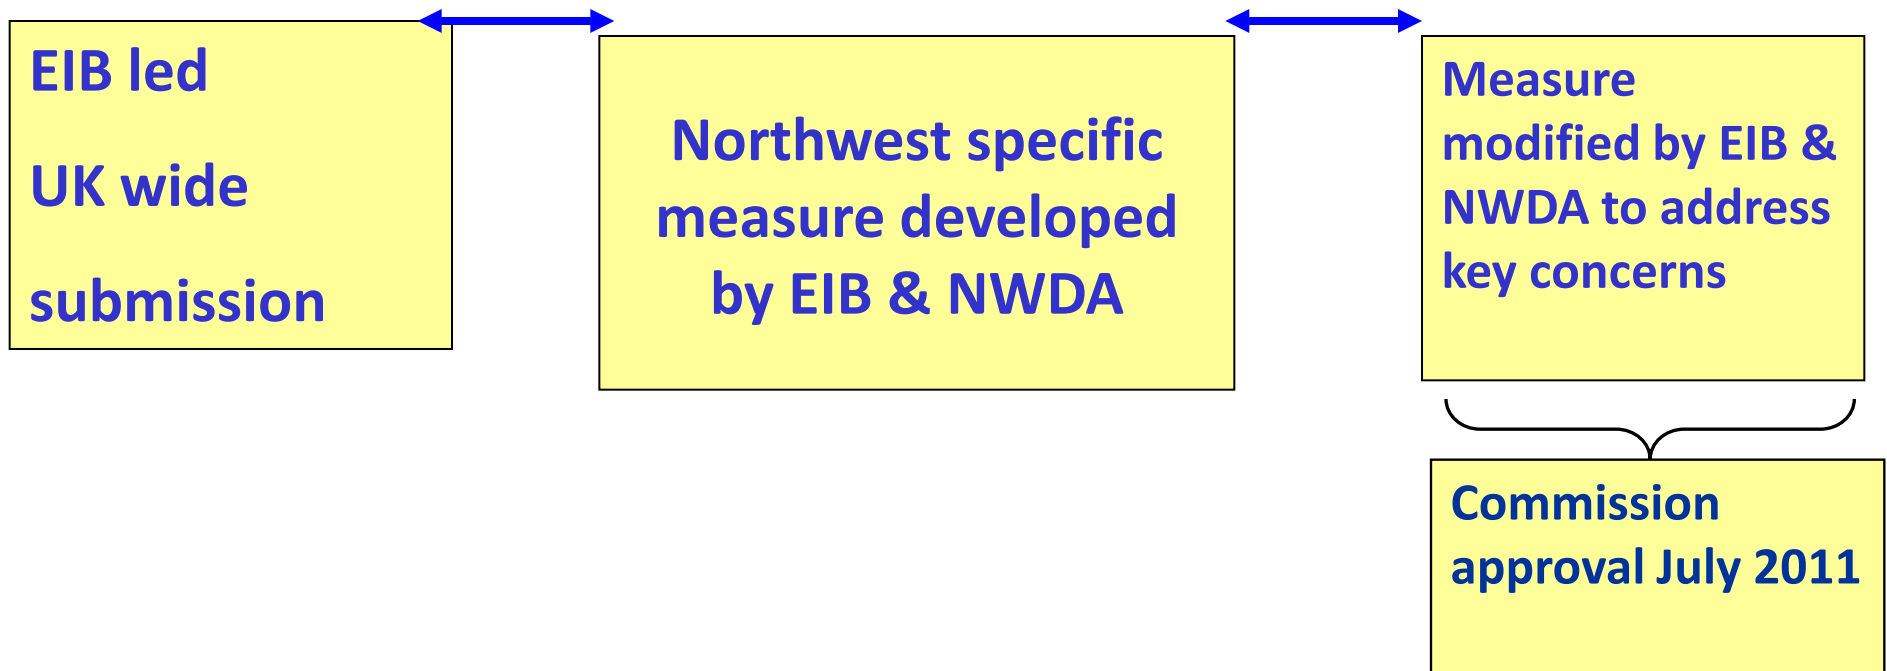 EIB led
UK wide
submission
Northwest specific
measure developed
by EIB & NWDA
Measure
modified by EIB &
NWDA to address
key concerns
Commission
approval July 2011